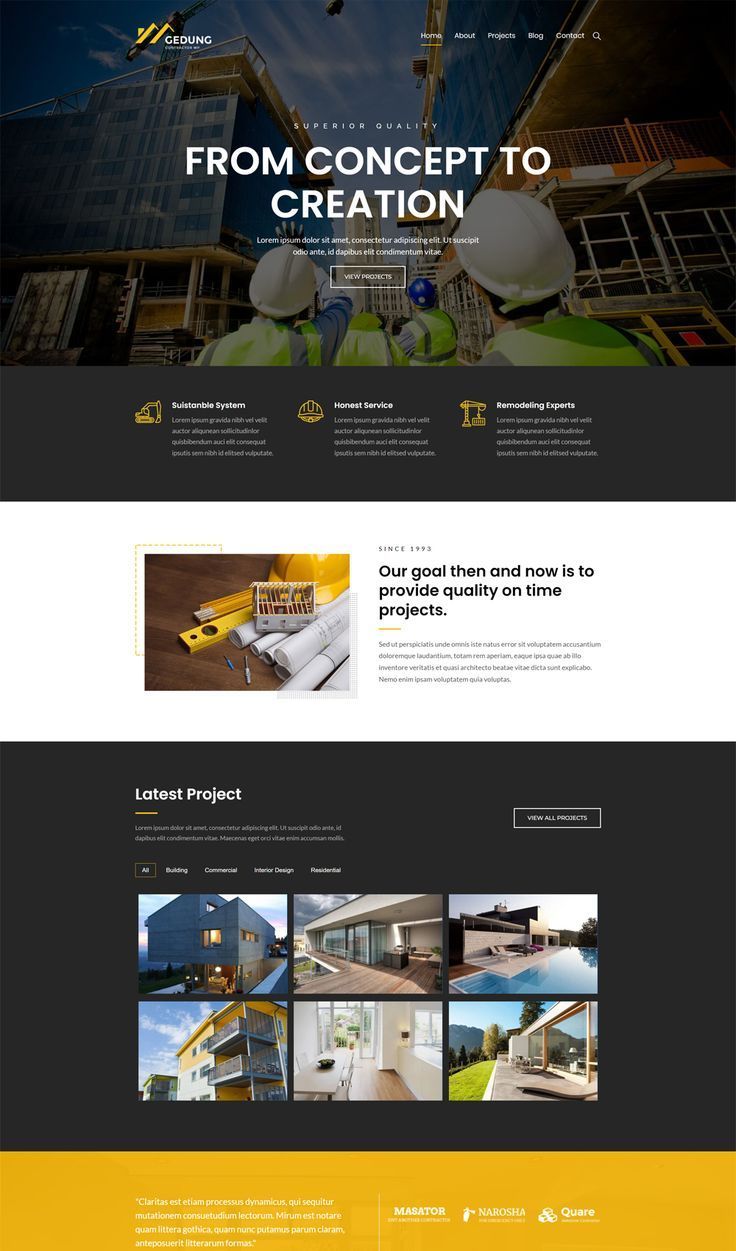 GEDUNG
CONTRACTOR WP
Home About Projects Blog Contact
SUPERIOR QUALITY
FROM CONCEPT TO
CREATION
Lorem ipsum dolor sit amet, consectetur adipiscing elit. Ut suscipit
odio ante, id dapibus elit condimentum vitae.
VIEW PROJECTS
Suistanble System
Lorem ipsum gravida nibh vel velit
auctor aliqunean sollicitudinlor
quisbibendum auci elit consequat
ipsutis sem nibh id elitsed vulputate.
Honest Service
Lorem ipsum gravida nibh vel velit
auctor aliqunean sollicitudinlor
quisbibendum auci elit consequat
ipsutis sem nibh id elitsed vulputate.
Remodeling Experts
Lorem ipsum gravida nibh vel velit
auctor aliqunean sollicitudinlor
quisbibendum auci elit consequat
ipsutis sem nibh id elitsed vulputate.
SINCE 1993
Our goal then and now is to
provide quality on time
projects.
Sed ut perspiciatis unde omnis iste natus error sit voluptatem accusantium
doloremque laudantium, totam rem aperiam, eaque ipsa quae ab illo
inventore veritatis et quasi architecto beatae vitae dicta sunt explicabo.
Nemo enim ipsam voluptatem quia voluptas.
Latest Project
Lorem ipsum dolor sit amet, consectetur adipiscing elit. Ut suscipit odio ante, id
dapibus elit condimentum vitae. Maecenas eget orci vitae enim accumsan mollis.
VIEW ALL PROJECTS
All Building Commercial Interior Design Residential
"Claritas est etiam processus dynamicus, qui sequitur
mutationem consuetudium lectorum. Mirum est notare
quam littera gothica, quam nunc putamus parum claram,
anteposuerit litterarum formas."
MASATOR
JUST ANOTHER CONTRACTOR
NAROSHA
Quare